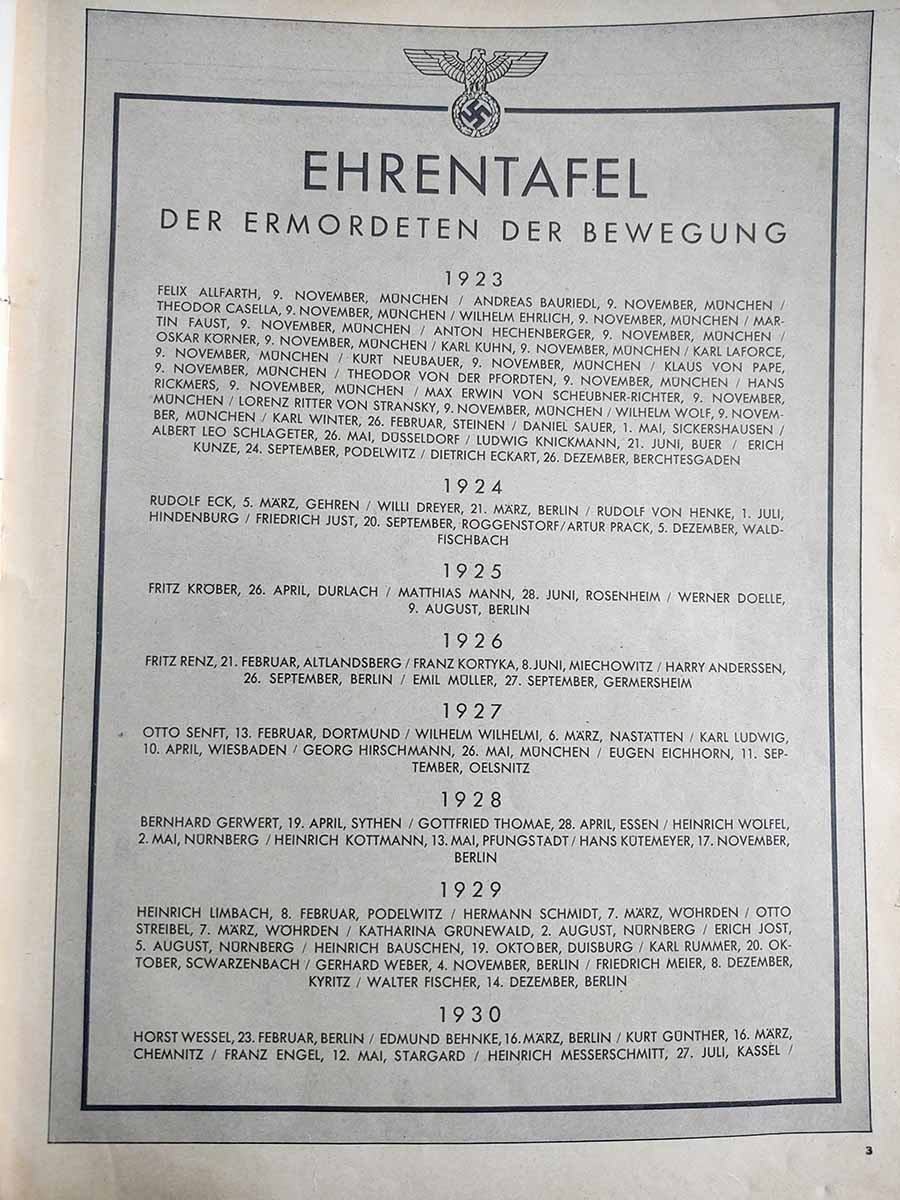 EHRENTAFEL
DER ERMORDETEN DER BEWEGUNG
1923
FELIX ALLFARTH, 9. NOVEMBER, MÜNCHEN / ANDREAS BAURIEDL, 9. NOVEMBER, MÜNCHEN /
THEODOR CASELLA, 9. NOVEMBER, MÜNCHEN / WILHELM EHRLICH, 9. NOVEMBER, MÜNCHEN / MAR-
TIN FAUST, 9. NOVEMBER, MÜNCHEN / ANTON HECHENBERGER, 9. NOVEMBER, MÜNCHEN /
OSKAR KÖRNER, 9. NOVEMBER, MÜNCHEN / KARL KUHN, 9. NOVEMBER, MÜNCHEN / KARL LAFORCE,
9. NOVEMBER, MÜNCHEN / KURT NEUBAUER, 9. NOVEMBER, MÜNCHEN / KLAUS VON PAPE,
9. NOVEMBER, MÜNCHEN / THEODOR VON DER PFORDTEN, 9. NOVEMBER, MÜNCHEN / HANS
RICKMERS, 9. NOVEMBER, MÜNCHEN / MAX ERWIN VON SCHEUBNER-RICHTER, 9. NOVEMBER,
MÜNCHEN / LORENZ RITTER VON STRANSKY, 9. NOVEMBER, MÜNCHEN / WILHELM WOLF, 9. NOVEM-
BER, MÜNCHEN / KARL WINTER, 26. FEBRUAR, STEINEN / DANIEL SAUER, 1. MAI, SICKERSHAUSEN /
ALBERT LEO SCHLAGETER, 26. MAI, DÜSSELDORF / LUDWIG KNICKMANN, 21. JUNI, BUER / ERICH
KUNZE, 24. SEPTEMBER, PODELWITZ / DIETRICH ECKART, 26. DEZEMBER, BERCHTESGADEN
1924
RUDOLF ECK, 5. MÄRZ, GEHREN / WILLI DREYER, 21. MÄRZ, BERLIN / RUDOLF VON HENKE, 1. JULI,
HINDENBURG / FRIEDRICH JUST, 20. SEPTEMBER, ROGGENSTORF/ARTUR PRACK, 5. DEZEMBER, WALD-
FISCHBACH
1925
FRITZ KRÖBER, 26. APRIL, DURLACH / MATTHIAS MANN, 28. JUNI, ROSENHEIM / WERNER DOELLE,
9. AUGUST, BERLIN
1926
FRITZ RENZ, 21. FEBRUAR, ALTLANDSBERG / FRANZ KORTYKA, 8. JUNI, MIECHOWITZ / HARRY ANDERSSEN,
26. SEPTEMBER, BERLIN / EMIL MÜLLER, 27. SEPTEMBER, GERMERSHEIM
1927
OTTO SENFT, 13. FEBRUAR, DORTMUND / WILHELM WILHELMI, 6. MÄRZ, NASTÄTTEN / KARL LUDWIG,
10. APRIL, WIESBADEN / GEORG HIRSCHMANN, 26. MAI, MÜNCHEN / EUGEN EICHHORN, 11. SEP-
TEMBER, OELSNITZ
1928
BERNHARD GERWERT, 19. APRIL, SYTHEN / GOTTFRIED THOMAE, 28. APRIL, ESSEN / HEINRICH WÖLFEL,
2. MAI, NÜRNBERG / HEINRICH KOTTMANN, 13. MAI, PFUNGSTADT / HANS KÜTEMEYER, 17. NOVEMBER,
BERLIN
1929
HEINRICH LIMBACH, 8. FEBRUAR, PODELWITZ / HERMANN SCHMIDT, 7. MÄRZ, WÖHRDEN / OTTO
STREIBEL, 7. MÄRZ, WÖHRDEN / KATHARINA GRÜNEWALD, 2. AUGUST, NÜRNBERG / ERICH JOST,
5. AUGUST, NÜRNBERG / HEINRICH BAUSCHEN, 19. OKTOBER, DUISBURG / KARL RUMMER, 20. OK-
TOBER, SCWARZENBACH / GERHARD WEBER, 4. NOVEMBER, BERLIN / FRIEDRICH MEIER, 8. DEZEMBER,
KYRITZ / WALTER FISCHER, 14. DEZEMBER, BERLIN
1930
HORST WESSEL, 23. FEBRUAR, BERLIN / EDMUND BEHNKE, 16. MÄRZ, BERLIN / KURT GÜNTHER, 16. MÄRZ,
CHEMNITZ / FRANZ ENGEL, 12. MAI, STARGARD / HEINRICH MESSERSCHMITT, 27. JULI, KASSEL /
3